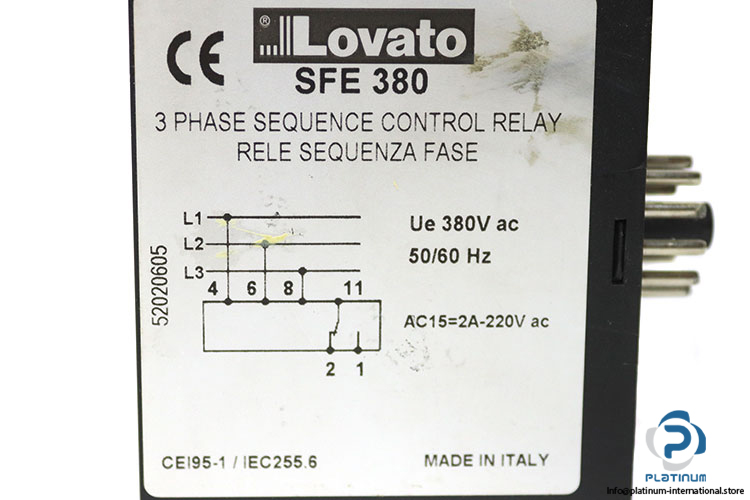 CE
® Lovato
SFE 380
3 PHASE SEQUENCE CONTROL RELAY
RELE SEQUENZA FASE
L1
L2
L3
4 6 8 11
2 1
Ue 380V ac
50/60 Hz
AC15=2A-220V ac
52020605
CEI95-1 / IEC255.6
MADE IN ITALY
PLATINUM
info@platinum-international.store